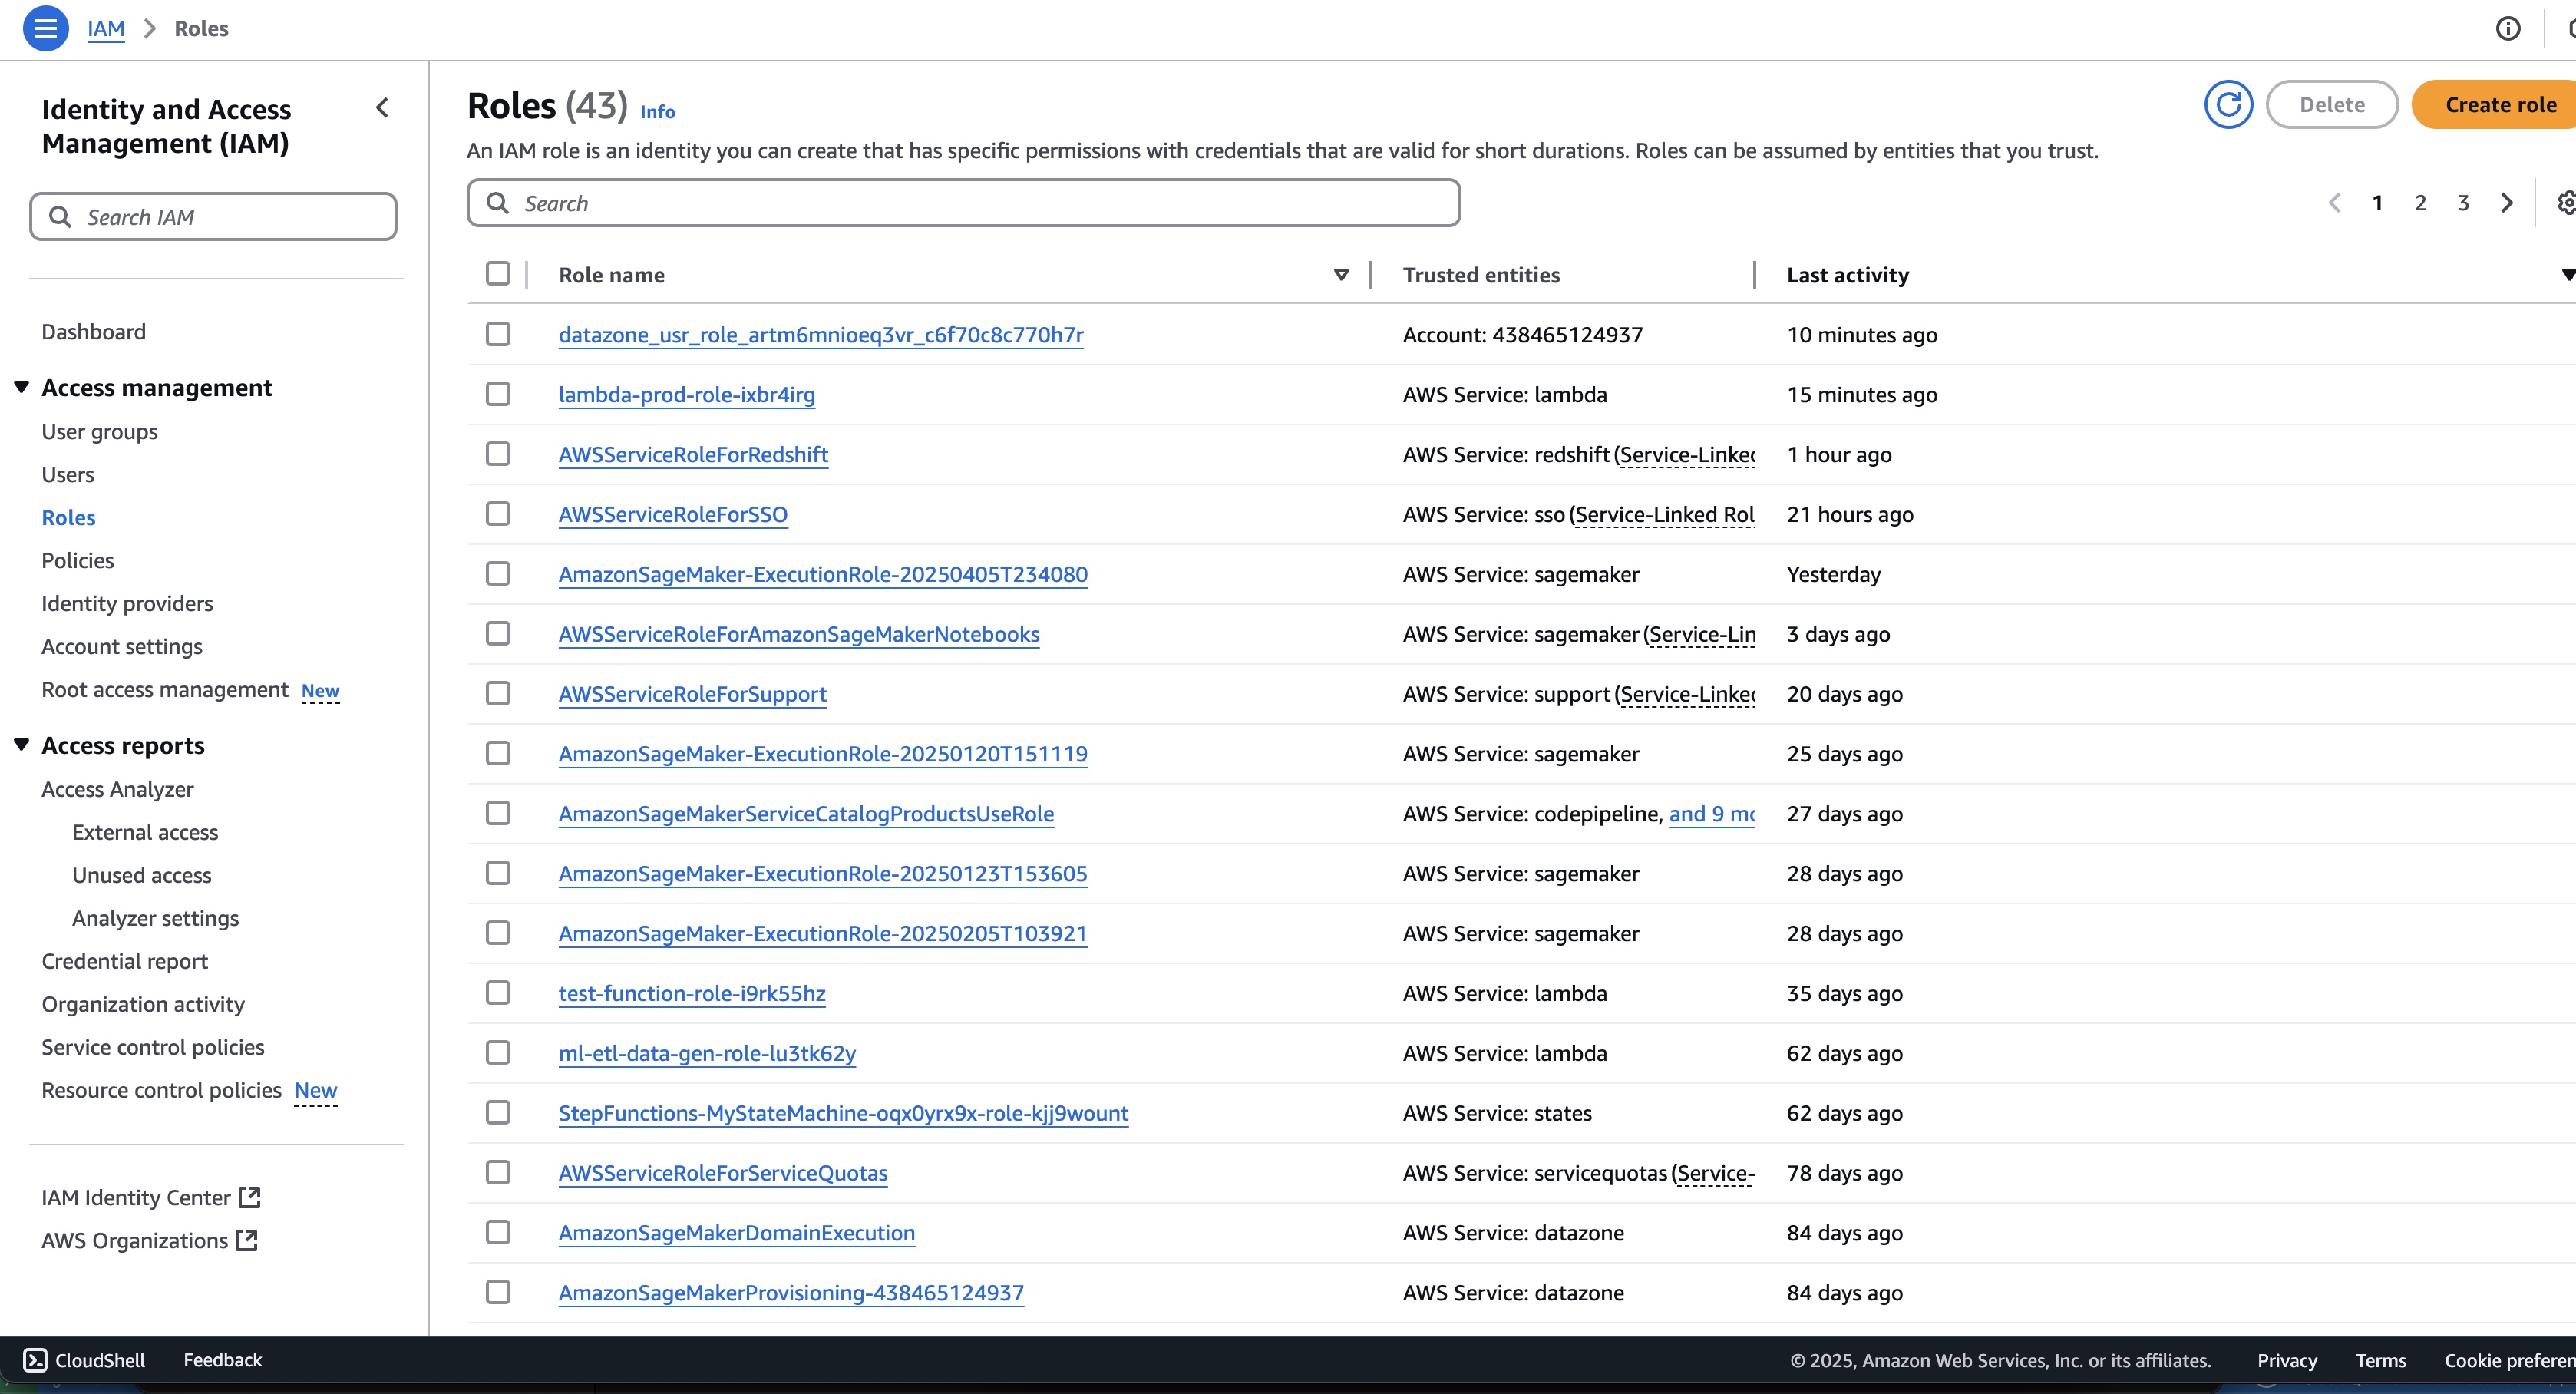 IAM > Roles
Identity and Access
Management (IAM)
Search IAM
Dashboard
Access management
User groups
Users
Roles
Policies
Identity providers
Account settings
Root access management New
Access reports
Access Analyzer
External access
Unused access
Analyzer settings
Credential report
Organization activity
Service control policies
Resource control policies New
IAM Identity Center
AWS Organizations
Roles (43) Info
Delete
Create role
An IAM role is an identity you can create that has specific permissions with credentials that are valid for short durations. Roles can be assumed by entities that you trust.
Search
1 2 3
Role name Trusted entities Last activity
datazone_usr_role_artm6mnioeq3vr_c6f70c8c770h7r Account: 438465124937 10 minutes ago
lambda-prod-role-ixbr4irg AWS Service: lambda 15 minutes ago
AWSServiceRoleForRedshift AWS Service: redshift (Service-Linked 1 hour ago
AWSServiceRoleForSSO AWS Service: sso (Service-Linked Rol 21 hours ago
AmazonSageMaker-ExecutionRole-20250405T234080 AWS Service: sagemaker Yesterday
AWSServiceRoleForAmazonSageMakerNotebooks AWS Service: sagemaker (Service-Lin 3 days ago
AWSServiceRoleForSupport AWS Service: support (Service-Linked 20 days ago
AmazonSageMaker-ExecutionRole-20250120T151119 AWS Service: sagemaker 25 days ago
AmazonSageMakerServiceCatalogProductsUseRole AWS Service: codepipeline, and 9 mo 27 days ago
AmazonSageMaker-ExecutionRole-20250123T153605 AWS Service: sagemaker 28 days ago
AmazonSageMaker-ExecutionRole-20250205T103921 AWS Service: sagemaker 28 days ago
test-function-role-i9rk55hz AWS Service: lambda 35 days ago
ml-etl-data-gen-role-lu3tk62y AWS Service: lambda 62 days ago
StepFunctions-MyStateMachine-oqx0yrx9x-role-kjj9wount AWS Service: states 62 days ago
AWSServiceRoleForServiceQuotas AWS Service: servicequotas (Service- 78 days ago
AmazonSageMakerDomainExecution AWS Service: datazone 84 days ago
AmazonSageMakerProvisioning-438465124937 AWS Service: datazone 84 days ago
CloudShell Feedback © 2025, Amazon Web Services, Inc. or its affiliates. Privacy Terms Cookie preferen